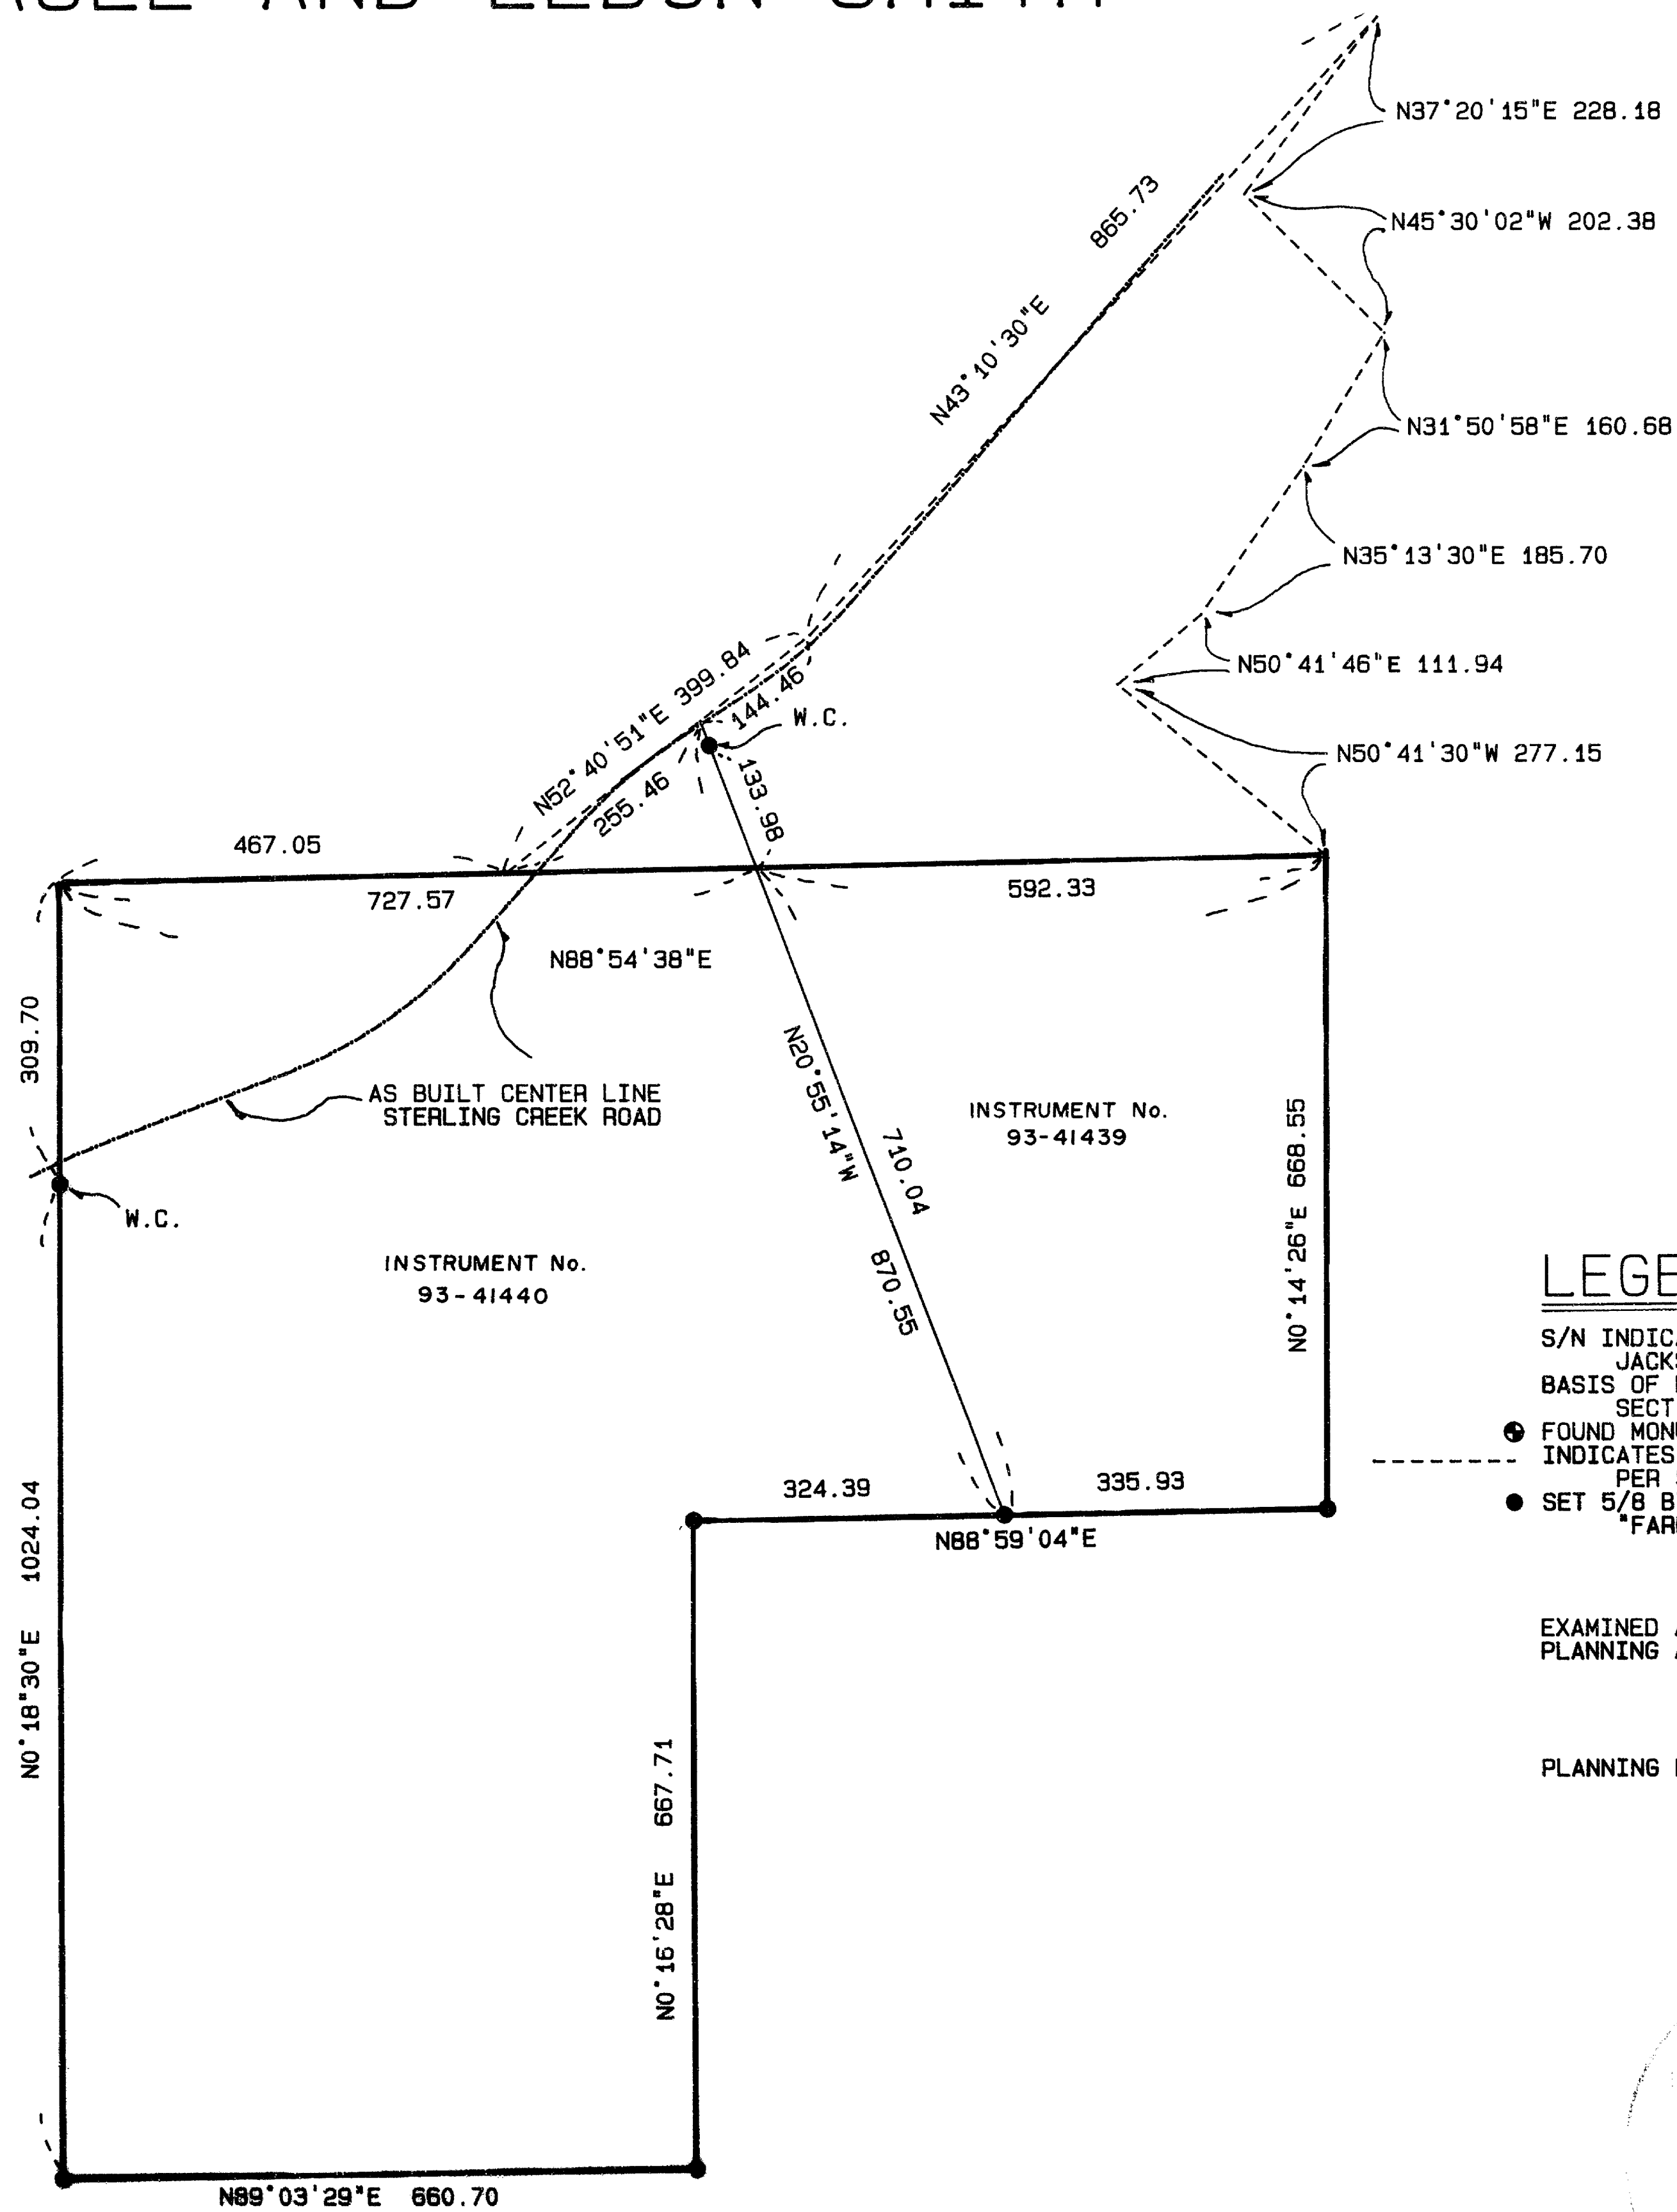 AND
N37°20'15"E 228.18
N45°30'02"W 202.38
865.73
N43°10'30"E
N31°50'58"E 160.68
N35°13'30"E 185.70
N50°41'46"E 111.94
N52°40'51"E 399.84
144.46
W.C.
255.46
133.98
N50°41'30"W 277.15
467.05
727.57
592.33
N88°54'38"E
309.70
AS BUILT CENTER LINE
STERLING CREEK ROAD
N20°55'14"W
710.04
870.55
INSTRUMENT No.
93-41439
N0°14'26"E 668.55
W.C.
INSTRUMENT No.
93-41440
S/N
BASIS OF
FOUND
INDICATES
PER
SET 5/8
324.39
335.93
N88°59'04"E
N0°18"30"E 1024.04
EXAMINED
PLANNING
N0°16'28"E 667.71
PLANNING
N89°03'29"E 660.70